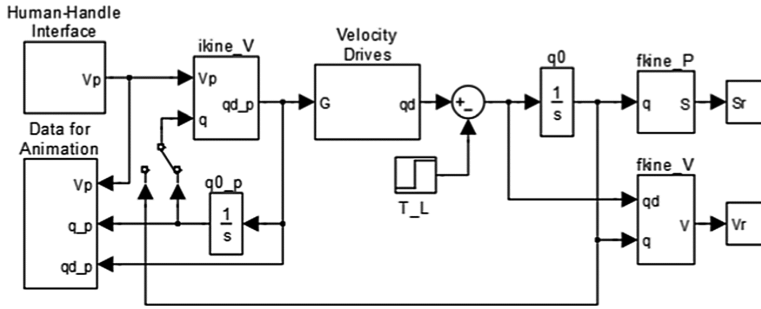 Human-Handle
Interface
Vp
ikine_V
Vp
qd_p
q
Velocity
Drives
G
qd
+
−
q0
1
s
fkine_P
q
S
Sr
Data for
Animation
Vp
q_p
qd_p
q0_p
1
s
T_L
fkine_V
qd
V
q
Vr